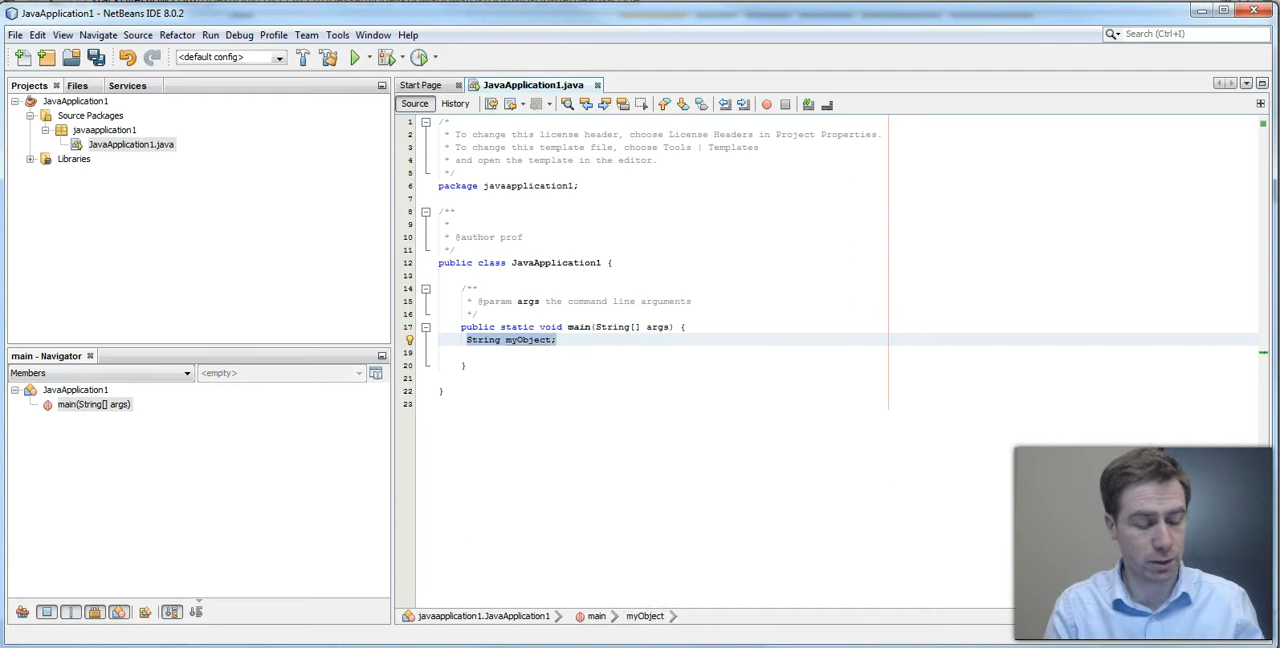 JavaApplication1 - NetBeans IDE 8.0.2
File Edit View Navigate Source Refactor Run Debug Profile Team Tools Window Help
Search (Ctrl+I)
<default config>
Projects Files Services
Start Page JavaApplication1.java
Source History
JavaApplication1
Source Packages
javaapplication1
JavaApplication1.java
Libraries
main - Navigator
Members <empty>
JavaApplication1
main(String[] args)
1 /*
2 * To change this license header, choose License Headers in Project Properties.
3 * To change this template file, choose Tools | Templates
4 * and open the template in the editor.
5 */
6 package javaapplication1;
7
8 /**
9 *
10 * @author prof
11 */
12 public class JavaApplication1 {
13
14 /**
15 * @param args the command line arguments
16 */
17 public static void main(String[] args) {
String myObject;
19
20 }
21
22 }
23
javaapplication1.JavaApplication1 main myObject